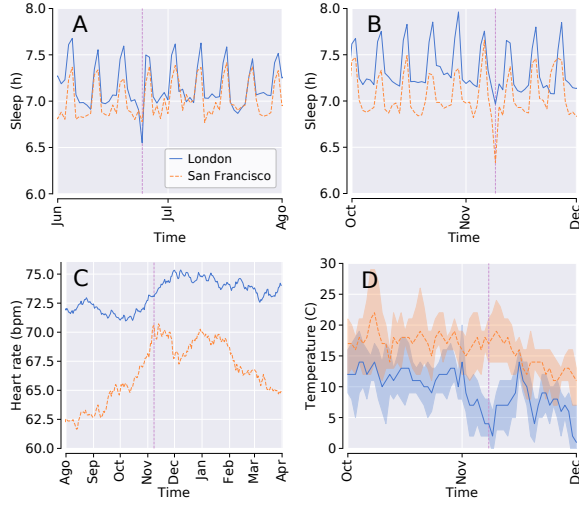 A
8.0
7.5
7.0
6.5
6.0
Sleep (h)
London
San Francisco
Jun
Jul
Ago
Time
B
8.0
7.5
7.0
6.5
6.0
Sleep (h)
Oct
Nov
Dec
Time
C
75.0
72.5
70.0
67.5
65.0
62.5
60.0
Heart rate (bpm)
Ago
Sep
Oct
Nov
Dec
Jan
Feb
Mar
Apr
Time
D
30
25
20
15
10
5
0
Temperature (C)
Oct
Nov
Dec
Time